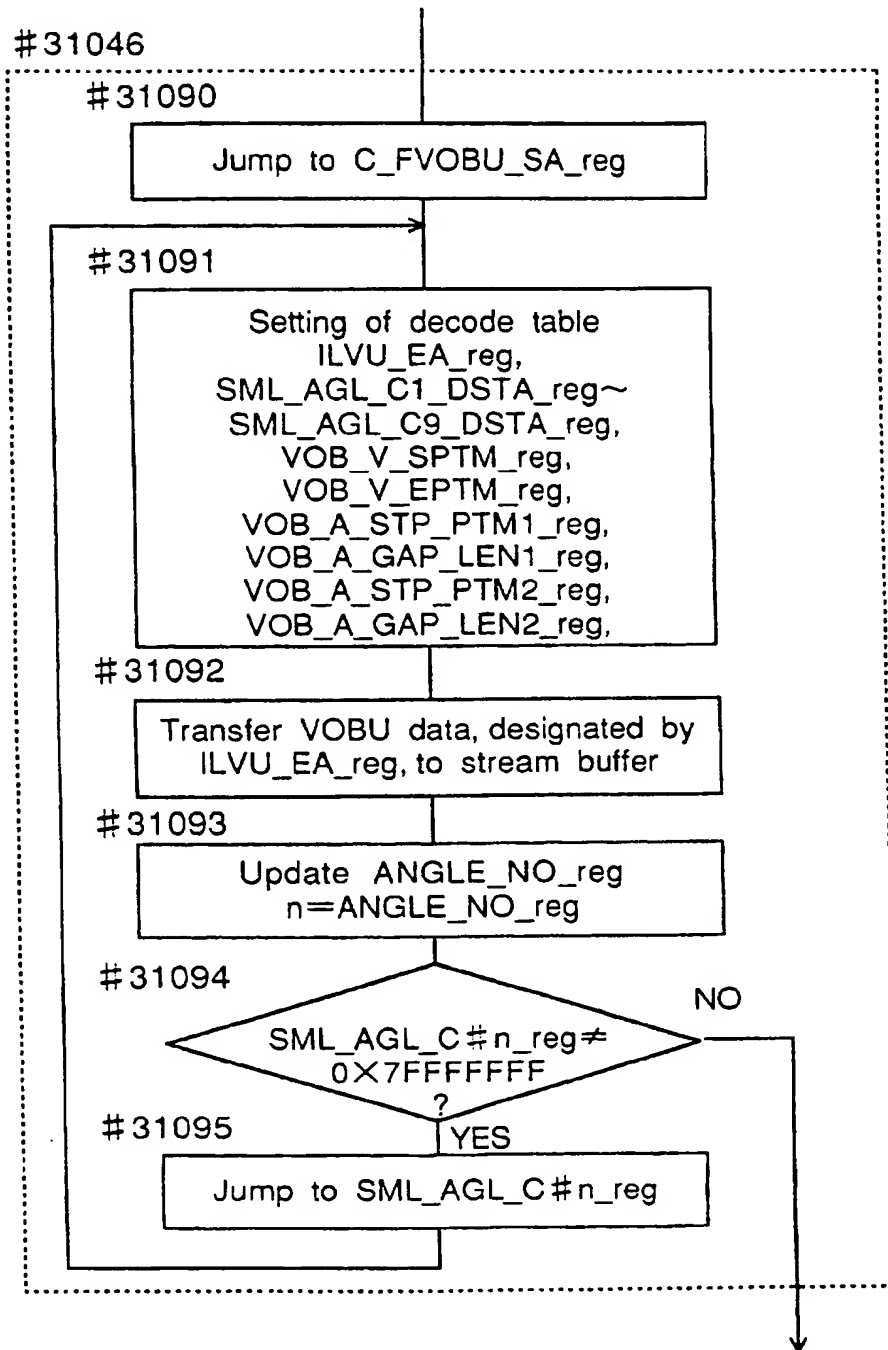 #31046
#31090
Jump to C_FVOBU_SA_reg
#31091
Setting of decode table
ILVU_EA_reg,
SML_AGL_C1_DSTA_reg~
SML_AGL_C9_DSTA_reg,
VOB_V_SPTM_reg,
VOB_V_EPTM_reg,
VOB_A_STP_PTM1_reg,
VOB_A_GAP_LEN1_reg,
VOB_A_STP_PTM2_reg,
VOB_A_GAP_LEN2_reg,
#31092
Transfer VOBU data, designated by
ILVU_EA_reg, to stream buffer
#31093
Update ANGLE_NO_reg
n=ANGLE_NO_reg
#31094
NO
SML_AGL_C#n_reg≠
0×7FFFFFFF
?
#31095
YES
Jump to SML_AGL_C#n_reg